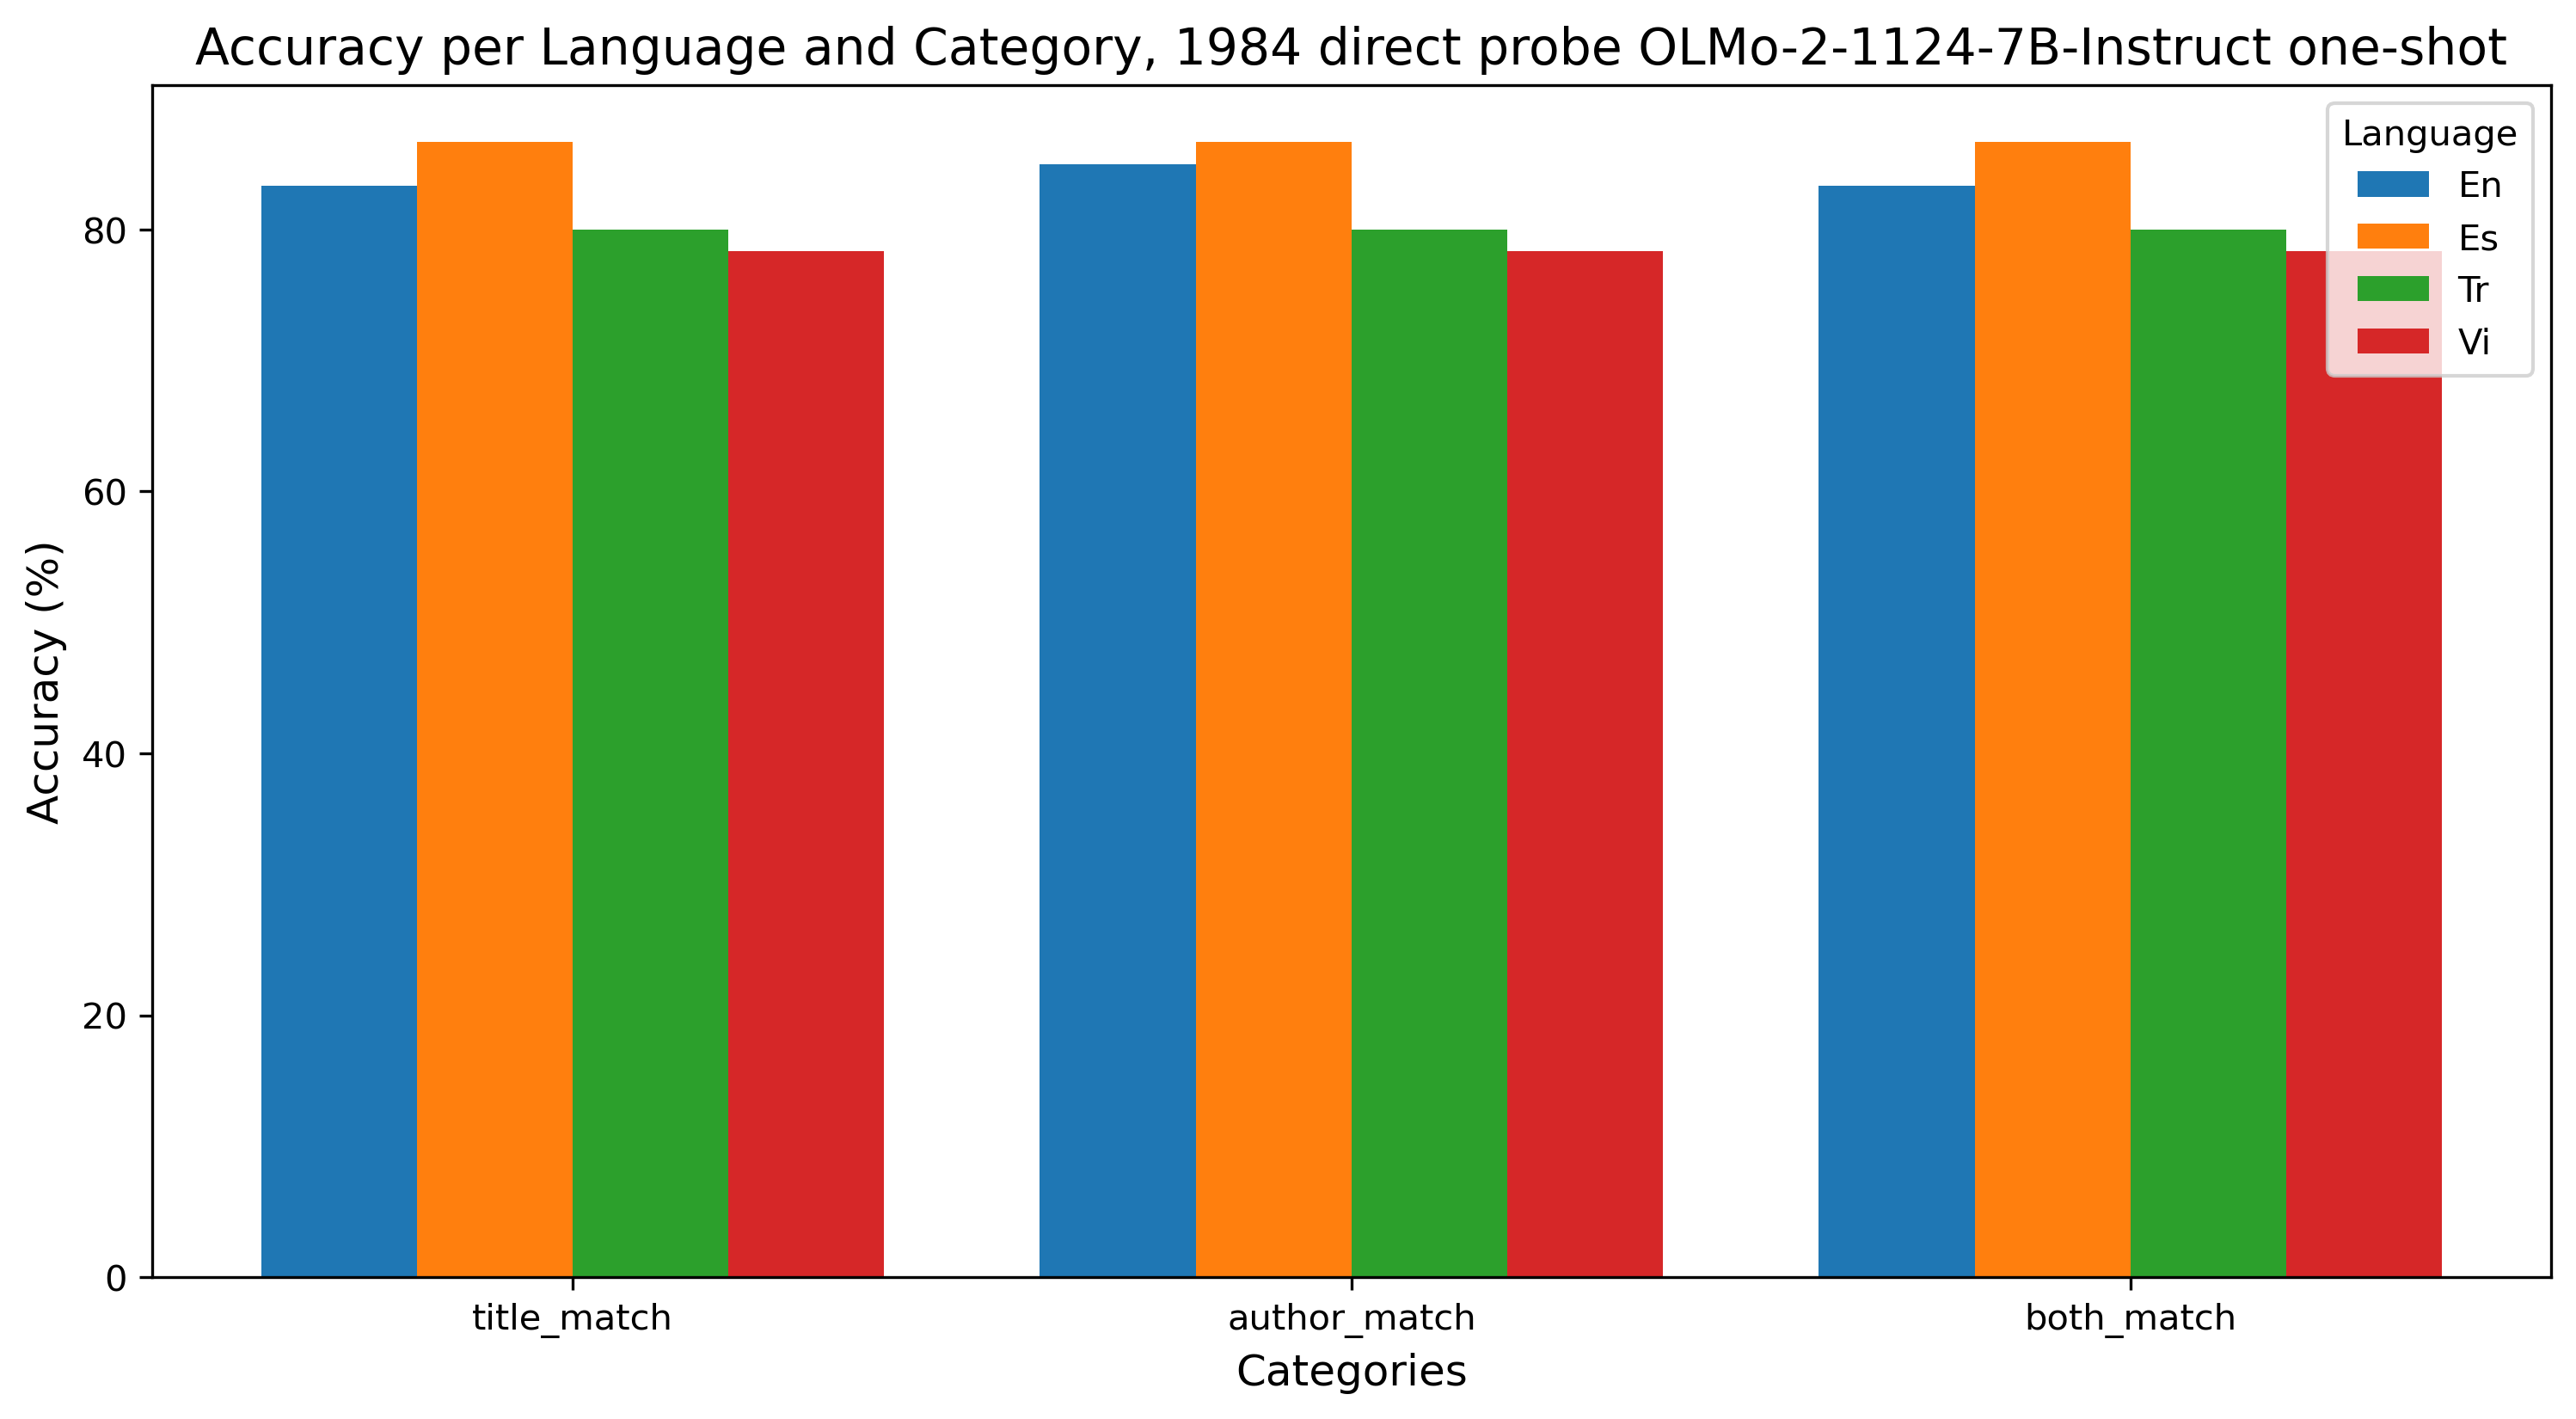 Accuracy per Language and Category, 1984 direct probe OLMo-2-1124-7B-Instruct one-shot
Language
En
Es
Tr
Vi
Accuracy (%)
80
60
40
20
0
title_match author_match both_match
Categories